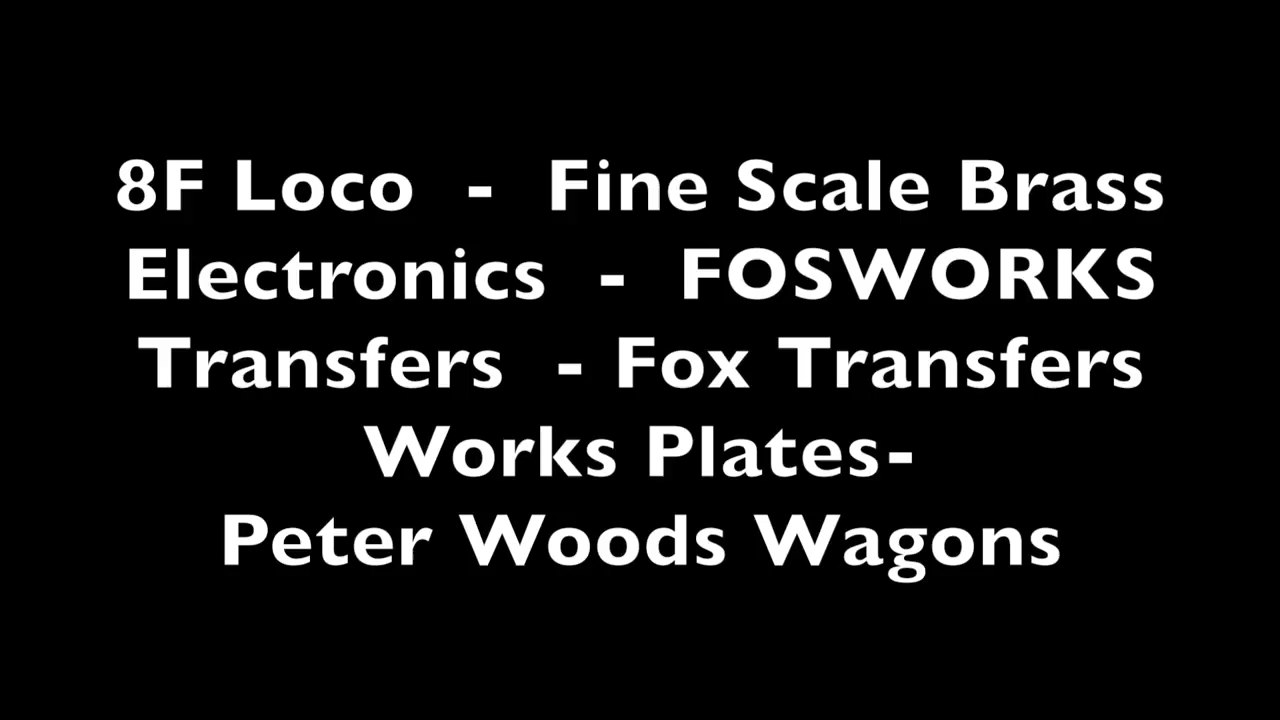 8F Loco - Fine Scale Brass
Electronics - FOSWORKS
Transfers - Fox Transfers
Works Plates-
Peter Woods Wagons